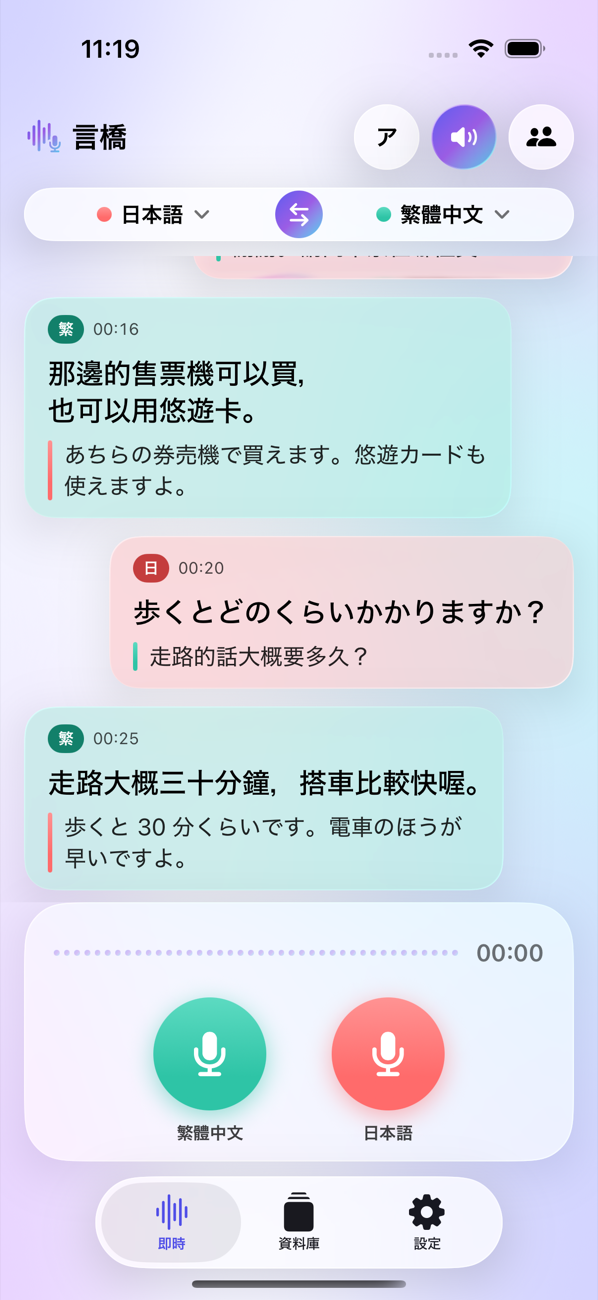 11:19
言橋
ア
日本語
繁體中文
繁 00:16
那邊的售票機可以買,
也可以用悠遊卡。
あちらの券売機で買えます。悠遊カードも
使えますよ。
日 00:20
歩くとどのくらいかかりますか？
走路的話大概要多久？
繁 00:25
走路大概三十分鐘，搭車比較快喔。
歩くと 30 分くらいです。電車のほうが
早いですよ。
00:00
繁體中文
日本語
即時
資料庫
設定